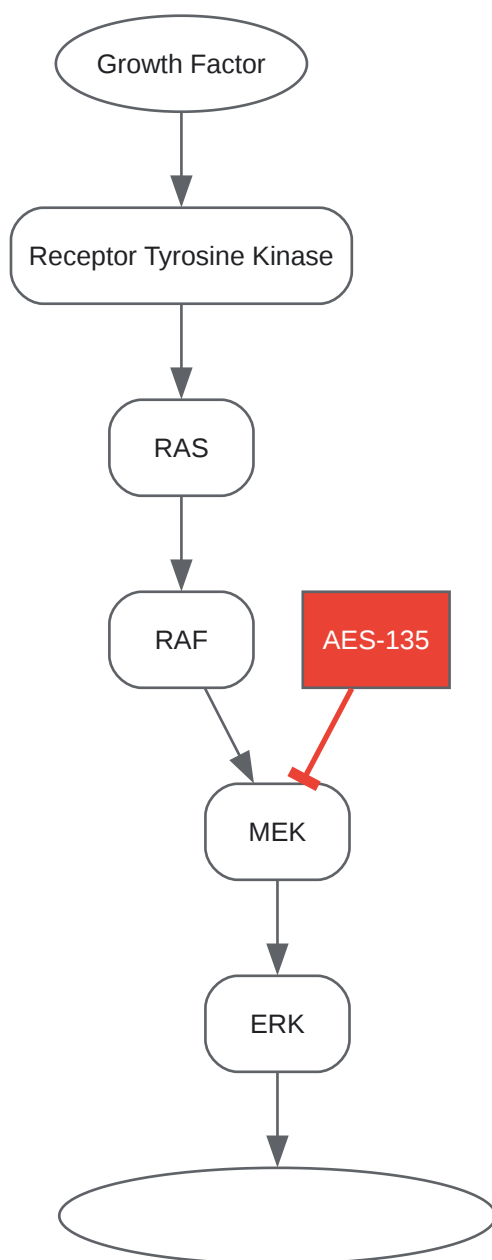 Growth Factor
Receptor Tyrosine Kinase
RAS
RAF
AES-135
MEK
ERK